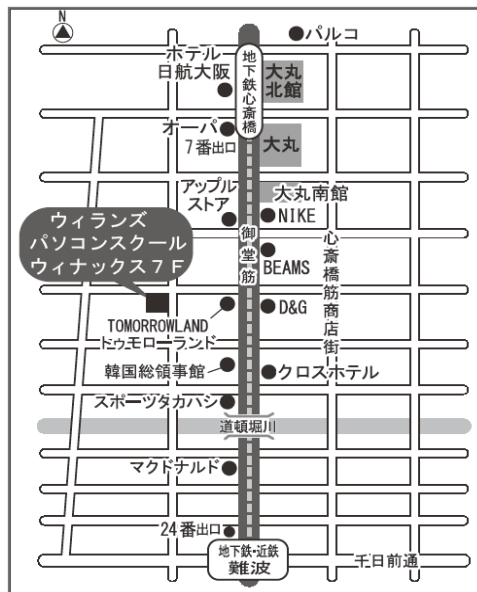 N
パルコ
ホテル
日航大阪
地下鉄心斎橋
大丸
北館
オーパ
7番出口
大丸
アップル
ストア
大丸南館
NIKE
ウィランズ
パソコンスクール
ウィナックス7F
御堂筋
BEAMS
心斎橋筋商店街
TOMORROWLAND
トゥモローランド
D&G
韓国総領事館
クロスホテル
スポーツタカハシ
道頓堀川
マクドナルド
24番出口
地下鉄・近鉄
難波
千日前通